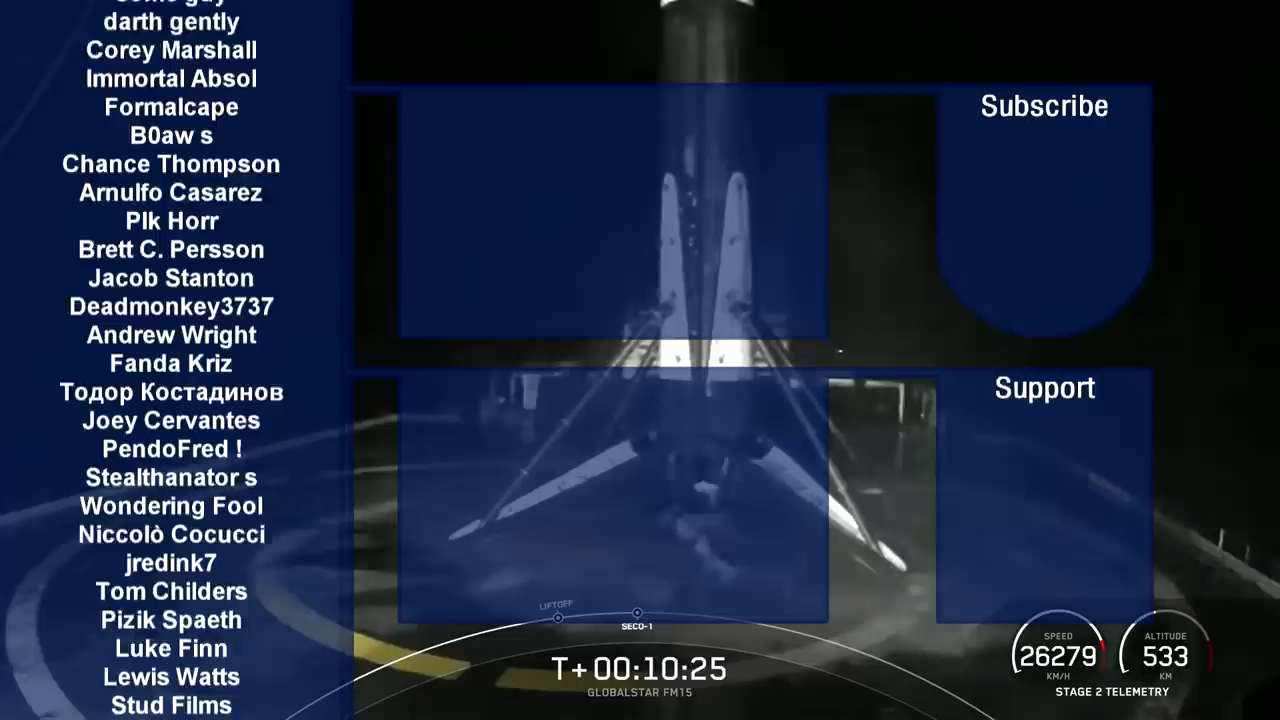 darth gently
Corey Marshall
Immortal Absol
Formalcape
B0aw s
Chance Thompson
Arnulfo Casarez
Plk Horr
Brett C. Persson
Jacob Stanton
Deadmonkey3737
Andrew Wright
Fanda Kriz
Тодор Костадинов
Joey Cervantes
PendoFred !
Stealthanator s
Wondering Fool
Niccolò Cocucci
jredink7
Tom Childers
Pizik Spaeth
Luke Finn
Lewis Watts
Stud Films
Subscribe
Support
LIFTOFF
SECO-1
T+ 00:10:25
GLOBALSTAR FM15
SPEED
26279
KM/H
ALTITUDE
533
KM
STAGE 2 TELEMETRY